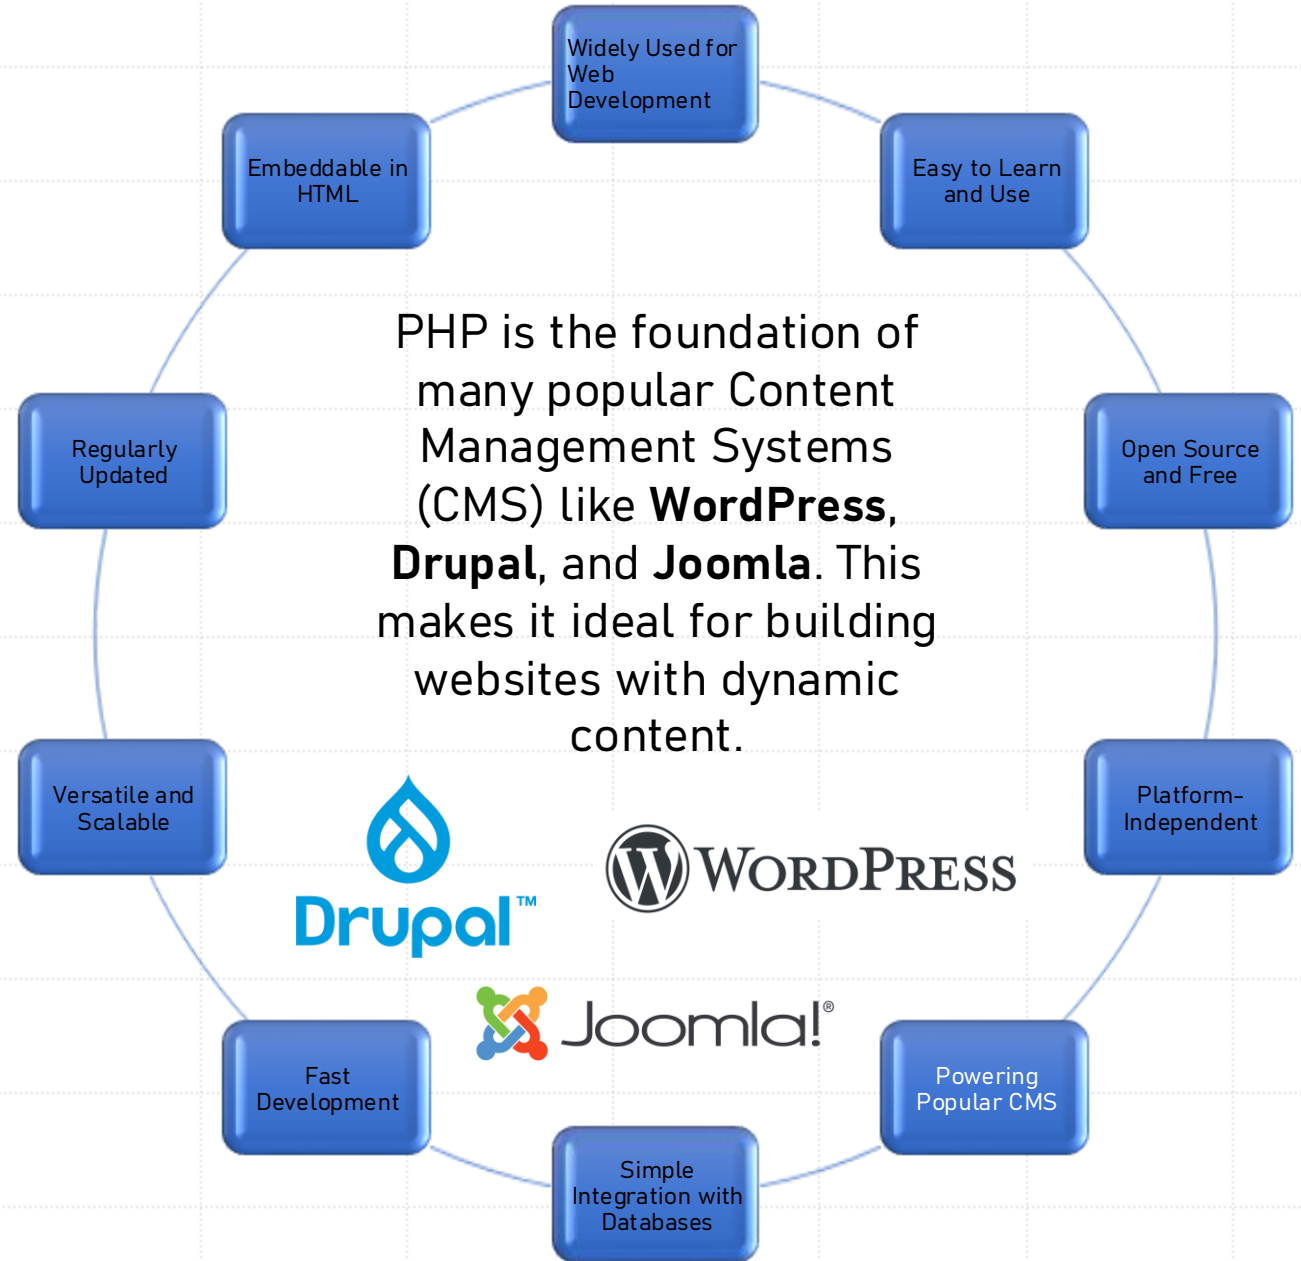 Widely Used for
Web
Development
Easy to Learn
and Use
Open Source
and Free
Platform-
Independent
Powering
Popular CMS
Simple
Integration with
Databases
Fast
Development
Versatile and
Scalable
Regularly
Updated
Embeddable in
HTML
PHP is the foundation of
many popular Content
Management Systems
(CMS) like WordPress,
Drupal, and Joomla. This
makes it ideal for building
websites with dynamic
content.
Drupal™
WORDPRESS
Joomla!®